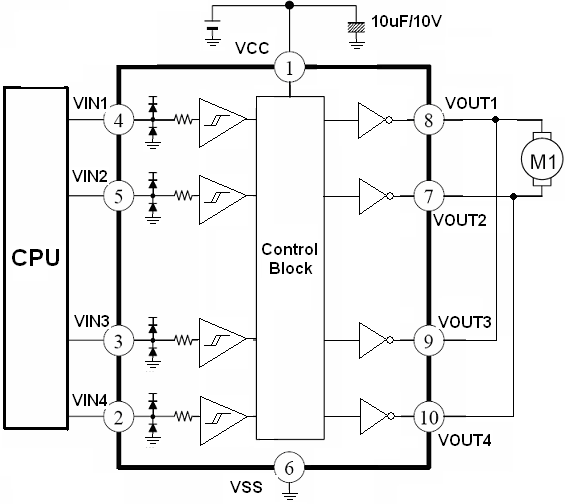 10uF/10V
VCC
1
VIN1
4
8
VOUT1
M1
VIN2
5
7
VOUT2
CPU
Control
Block
VIN3
3
9
VOUT3
VIN4
2
10
VOUT4
6
VSS